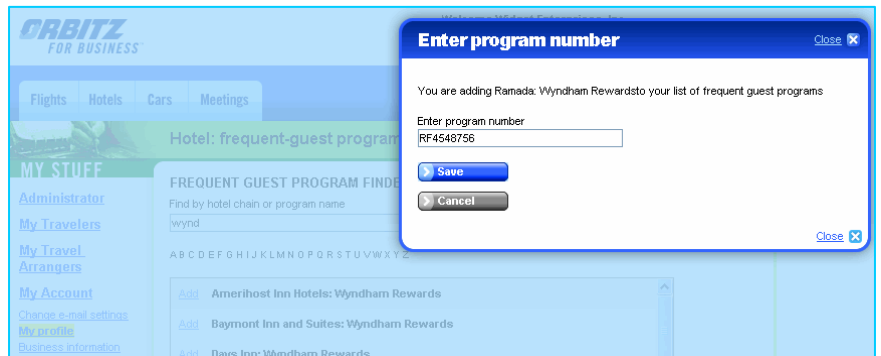 ORBITZ
FOR BUSINESS
Welcome Widget Enterprises, Inc.
Flights Hotels Cars Meetings
Hotel: frequent-guest program
MY STUFF
Administrator
My Travelers
My Travel
Arrangers
My Account
Change e-mail settings
My profile
Business information
FREQUENT GUEST PROGRAM FINDE
Find by hotel chain or program name
wynd
A B C D E F G H I J K L M N O P Q R S T U V W X Y Z
Add Amerihost Inn Hotels: Wyndham Rewards
Add Baymont Inn and Suites: Wyndham Rewards
Add Days Inn: Wyndham Rewards
Enter program number
Close
You are adding Ramada: Wyndham Rewardsto your list of frequent guest programs
Enter program number
RF4548756
Save
Cancel
Close